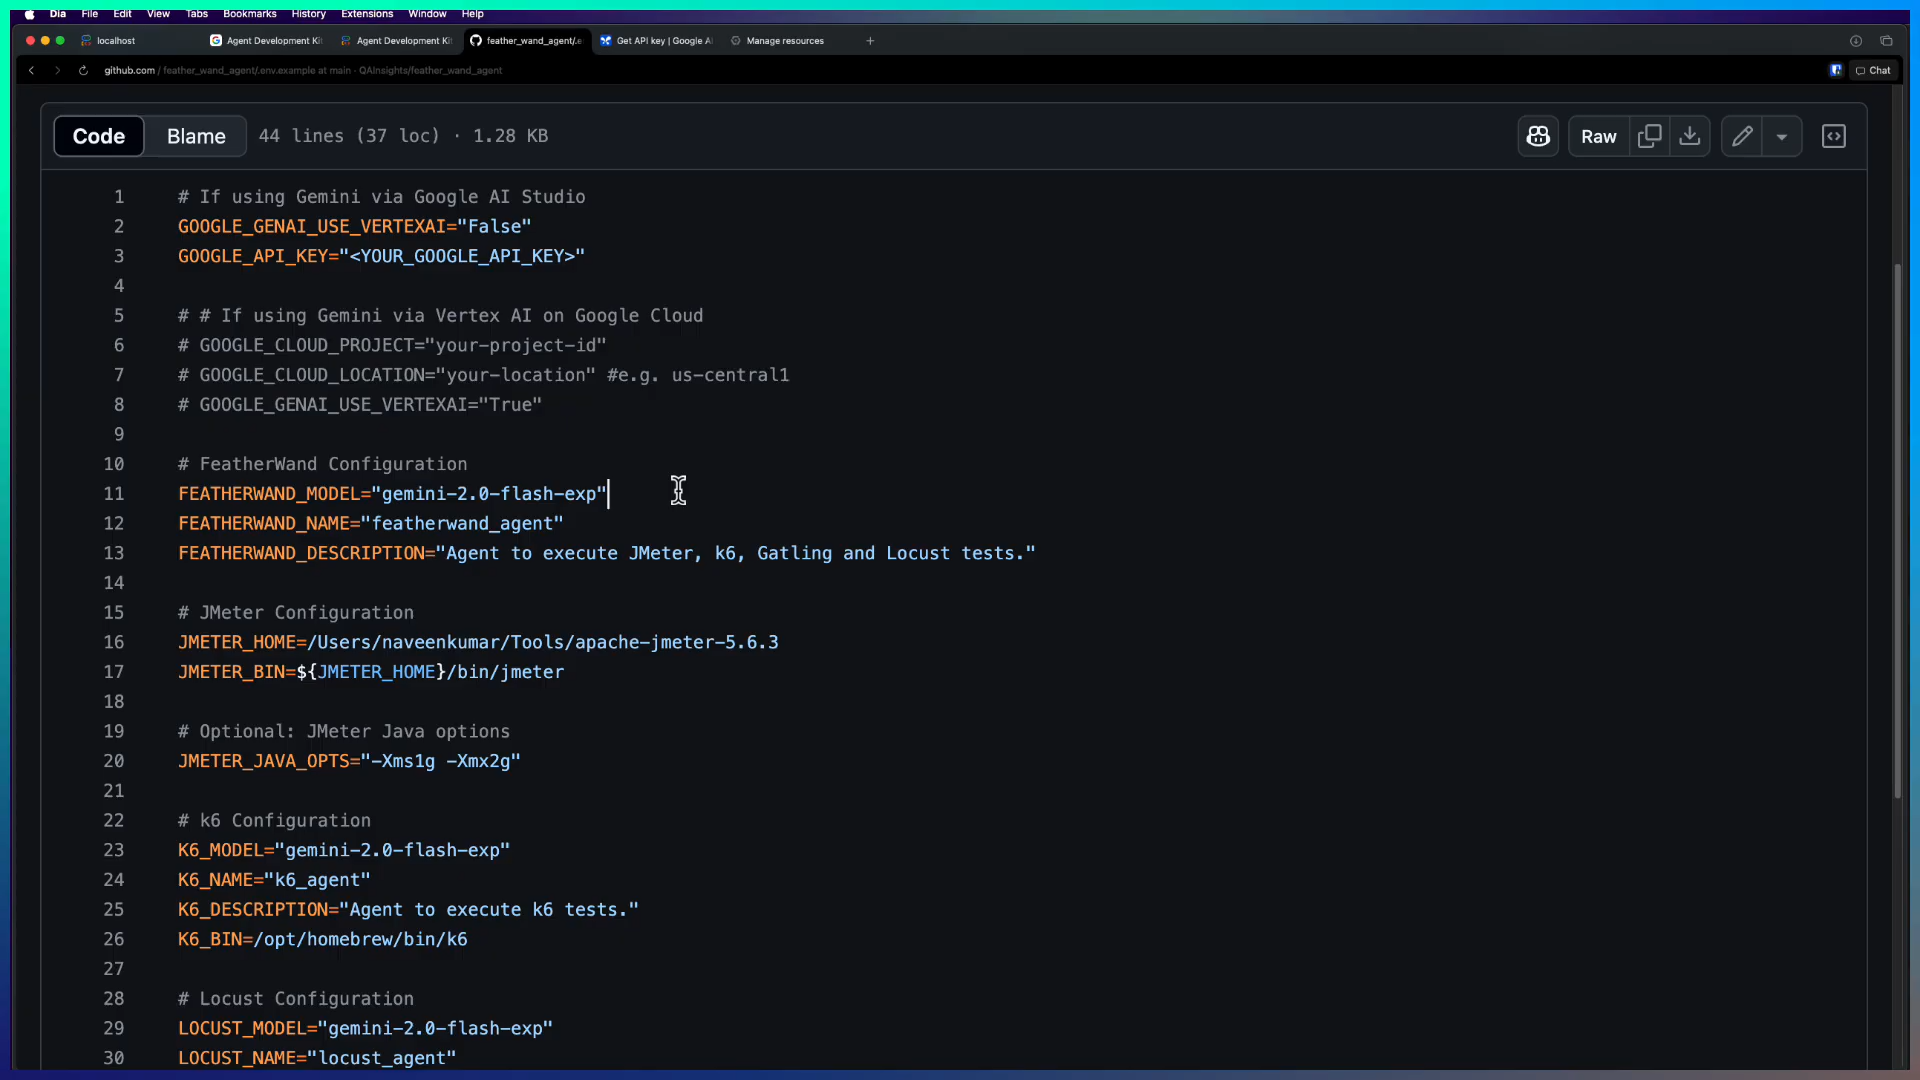 Dia File Edit View Tabs Bookmarks History Extensions Window Help
localhost Agent Development Ki Agent Development Ki feather_wand_agent/.e Get API key | Google A Manage resources
github.com / feather_wand_agent/.env.example at main · QAInsights/feather_wand_agent Chat
Code Blame 44 lines (37 loc) · 1.28 KB Raw
1 # If using Gemini via Google AI Studio
2 GOOGLE_GENAI_USE_VERTEXAI="False"
3 GOOGLE_API_KEY="<YOUR_GOOGLE_API_KEY>"
4
5 # # If using Gemini via Vertex AI on Google Cloud
6 # GOOGLE_CLOUD_PROJECT="your-project-id"
7 # GOOGLE_CLOUD_LOCATION="your-location" #e.g. us-central1
8 # GOOGLE_GENAI_USE_VERTEXAI="True"
9
10 # FeatherWand Configuration
11 FEATHERWAND_MODEL="gemini-2.0-flash-exp"
12 FEATHERWAND_NAME="featherwand_agent"
13 FEATHERWAND_DESCRIPTION="Agent to execute JMeter, k6, Gatling and Locust tests."
14
15 # JMeter Configuration
16 JMETER_HOME=/Users/naveenkumar/Tools/apache-jmeter-5.6.3
17 JMETER_BIN=${JMETER_HOME}/bin/jmeter
18
19 # Optional: JMeter Java options
20 JMETER_JAVA_OPTS="-Xms1g -Xmx2g"
21
22 # k6 Configuration
23 K6_MODEL="gemini-2.0-flash-exp"
24 K6_NAME="k6_agent"
25 K6_DESCRIPTION="Agent to execute k6 tests."
26 K6_BIN=/opt/homebrew/bin/k6
27
28 # Locust Configuration
29 LOCUST_MODEL="gemini-2.0-flash-exp"
30 LOCUST_NAME="locust_agent"